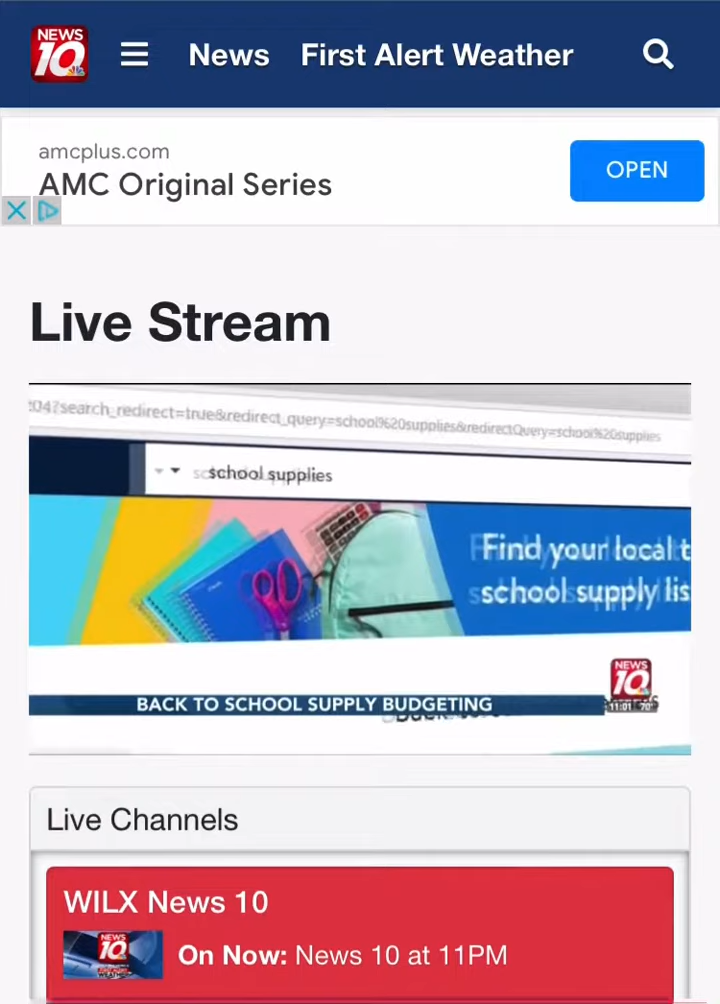 NEWS
10
News First Alert Weather
amcplus.com
AMC Original Series
OPEN
Live Stream
04?search_redirect=true&redirect_query=school%20supplies&redirectQuery=school%20supplies
school supplies
Find your local t
school supply lis
NEWS
10
BACK TO SCHOOL SUPPLY BUDGETING
11:01 70°
Live Channels
WILX News 10
NEWS
10
On Now: News 10 at 11PM